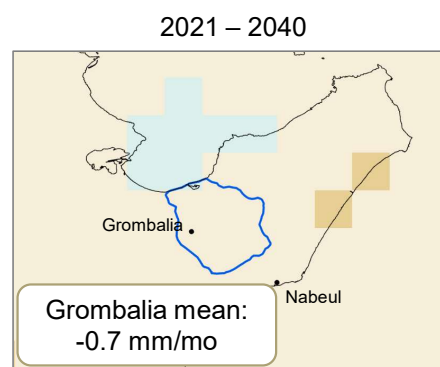 2021 – 2040
Grombalia
Nabeul
Grombalia mean:
-0.7 mm/mo